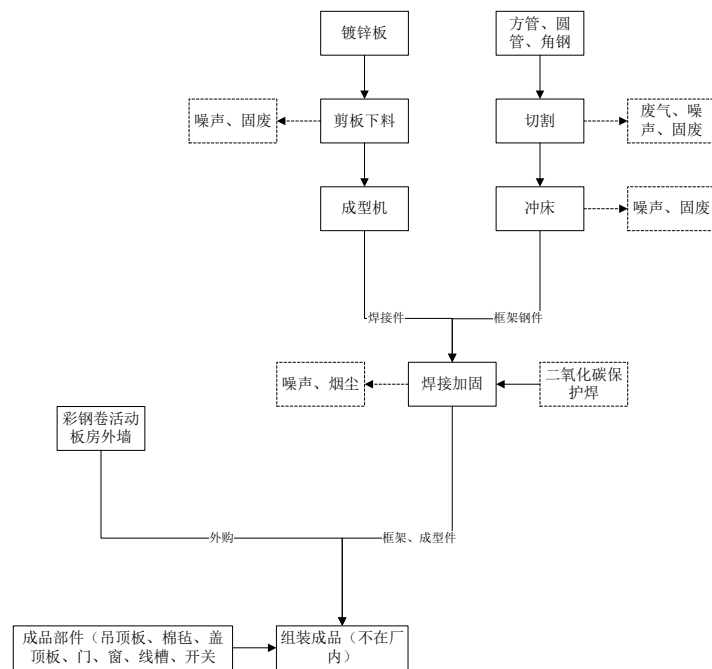 镀锌板
方管、圆
管、角钢
噪声、固废
剪板下料
切割
废气、噪
声、固废
成型机
冲床
噪声、固废
焊接件
框架钢件
噪声、烟尘
焊接加固
二氧化碳保
护焊
彩钢卷活动
板房外墙
外购
框架、成型件
成品部件（吊顶板、棉毡、盖
顶板、门、窗、线槽、开关
组装成品（不在厂
内）